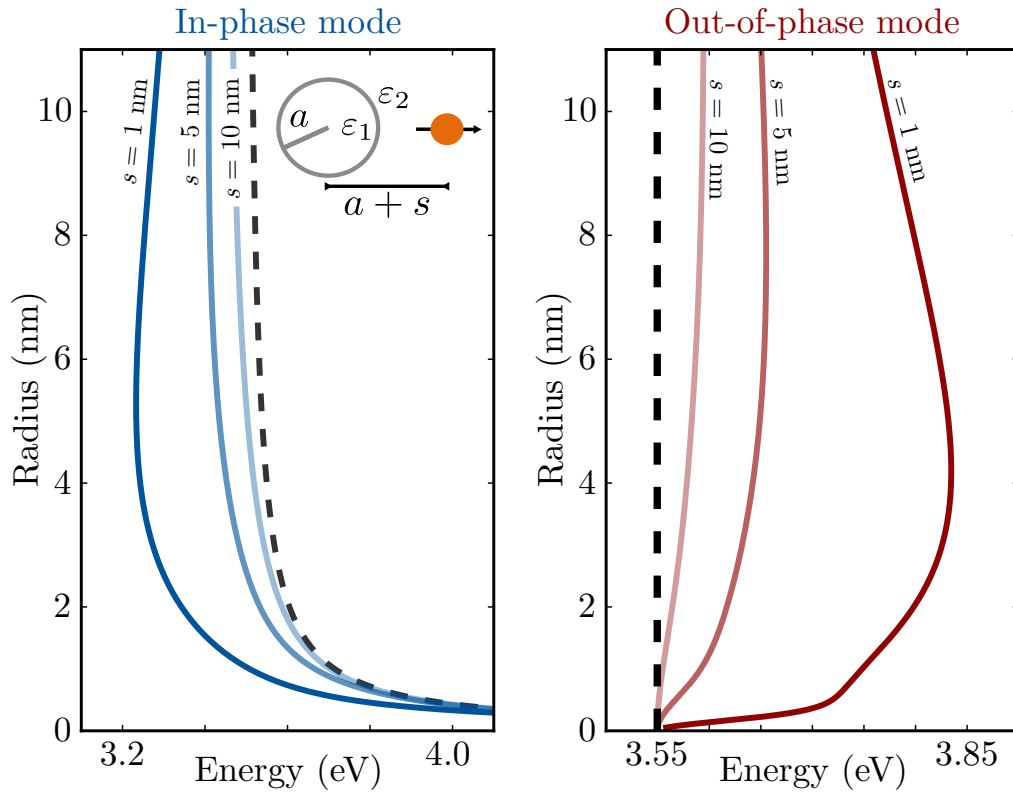 In-phase mode
Out-of-phase mode
Radius (nm)
10
8
6
4
2
0
s = 1 nm
s = 5 nm
s = 10 nm
a
ε1
ε2
a + s
3.2
4.0
Energy (eV)
Radius (nm)
10
8
6
4
2
0
s = 10 nm
s = 5 nm
s = 1 nm
3.55
3.85
Energy (eV)